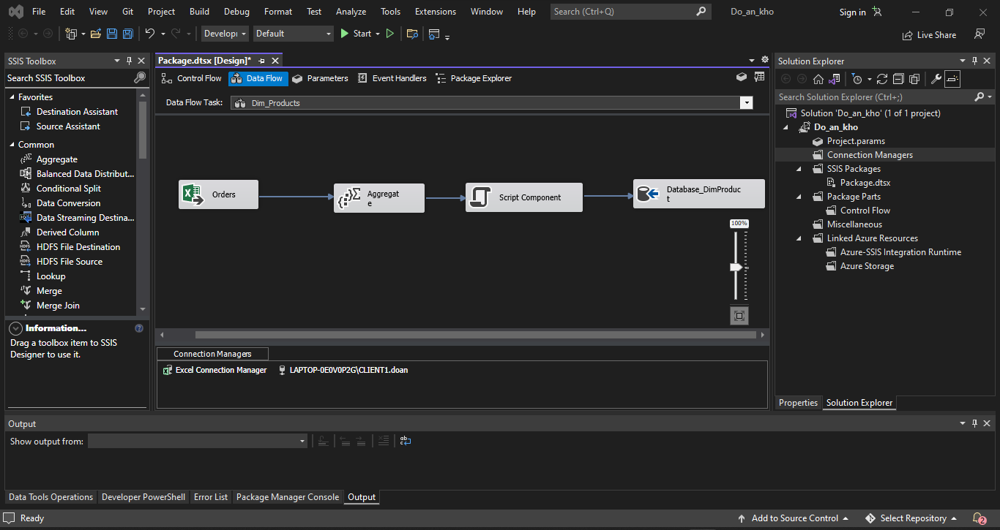 File Edit View Git Project Build Debug Format Test Analyze Tools Extensions Window Help Search (Ctrl+Q) Do_an_kho Sign in
Developi Default Start Live Share
SSIS Toolbox
Search SSIS Toolbox
Favorites
Destination Assistant
Source Assistant
Common
Aggregate
Balanced Data Distribut...
Conditional Split
Data Conversion
Data Streaming Destina...
Derived Column
HDFS File Destination
HDFS File Source
Lookup
Merge
Merge Join
Information...
Drag a toolbox item to SSIS
Designer to use it.
Package.dtsx [Design]*
Control Flow Data Flow Parameters Event Handlers Package Explorer
Data Flow Task: Dim_Products
Orders
Aggregat
e
Script Component
Database_DimProduc
t
100%
Connection Managers
Excel Connection Manager LAPTOP-0E0V0P2G\CLIENT1.doan
Solution Explorer
Search Solution Explorer (Ctrl+;)
Solution 'Do_an_kho' (1 of 1 project)
Do_an_kho
Project.params
Connection Managers
SSIS Packages
Package.dtsx
Package Parts
Control Flow
Miscellaneous
Linked Azure Resources
Azure-SSIS Integration Runtime
Azure Storage
Properties Solution Explorer
Output
Show output from:
Data Tools Operations Developer PowerShell Error List Package Manager Console Output
Ready Add to Source Control Select Repository 2